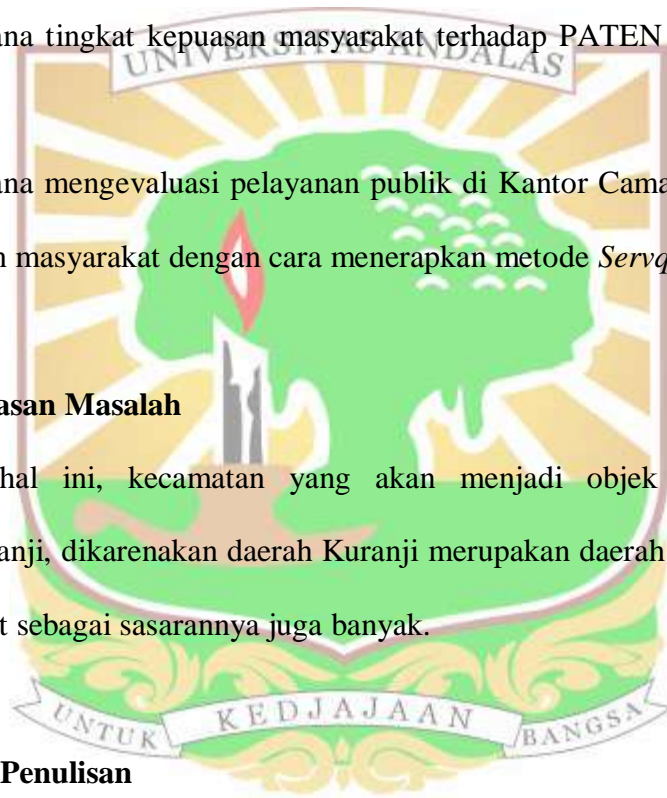 ana tingkat kepuasan masyarakat terhadap PATEN
UNIVERSITAS ANDALAS
ana mengevaluasi pelayanan publik di Kantor Cama
n masyarakat dengan cara menerapkan metode Servq
asan Masalah
hal ini, kecamatan yang akan menjadi objek
anji, dikarenakan daerah Kuranji merupakan daerah
t sebagai sasarannya juga banyak.
UNTUK KEDJAJAAN BANGSA
Penulisan